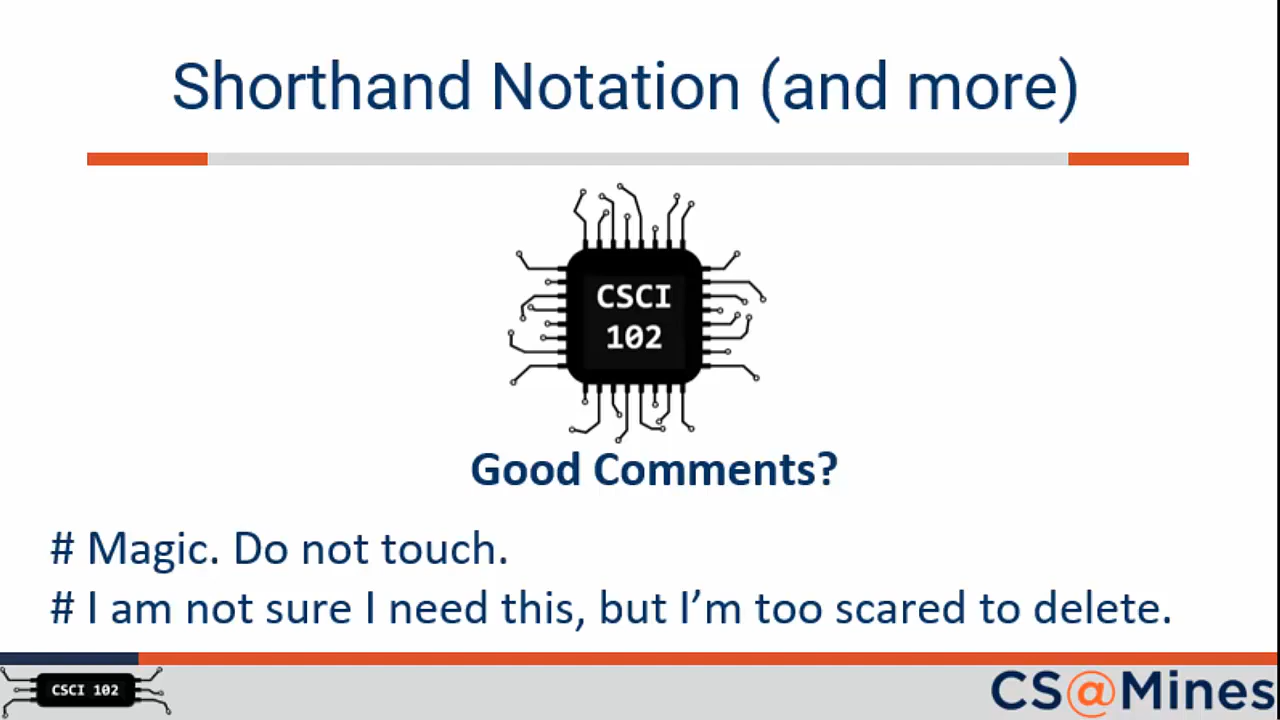 Shorthand Notation (and more)
CSCI
102
Good Comments?
# Magic. Do not touch.
# I am not sure I need this, but I’m too scared to delete.
CSCI 102
CS@Mines